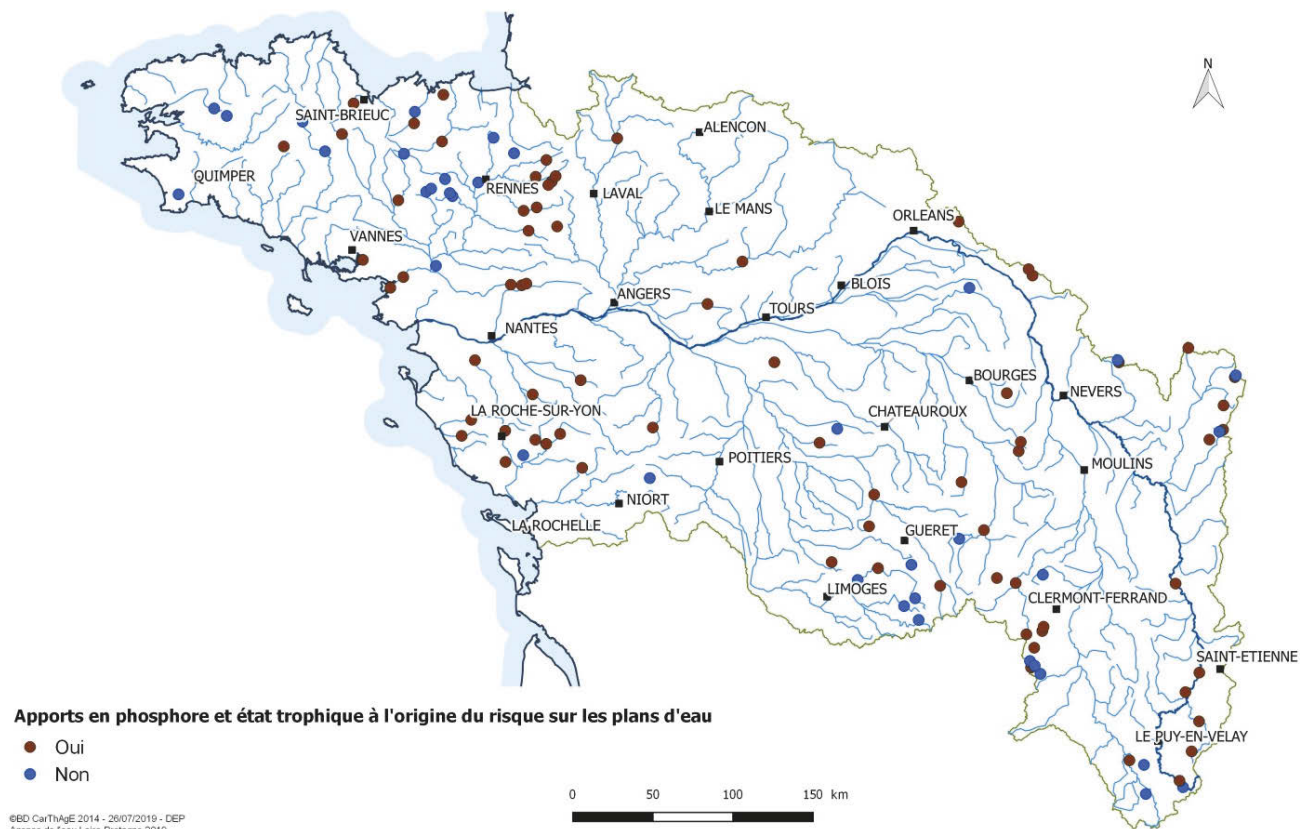 N
ALENCON
SAINT-BRIEUC
QUIMPER
RENNES
LAVAL
LE MANS
ORLEANS
VANNES
BLOIS
ANGERS
TOURS
NANTES
BOURGES
NEVERS
LA ROCHE-SUR-YON
CHATEAUROUX
POITIERS
MOULINS
NIORT
LA ROCHELLE
GUERET
LIMOGES
CLERMONT-FERRAND
SAINT-ETIENNE
LE PUY-EN-VELAY
Apports en phosphore et état trophique à l'origine du risque sur les plans d'eau
Oui
Non
0 50 100 150 km
©BD CarThAgE 2014 - 26/07/2019 - DEP